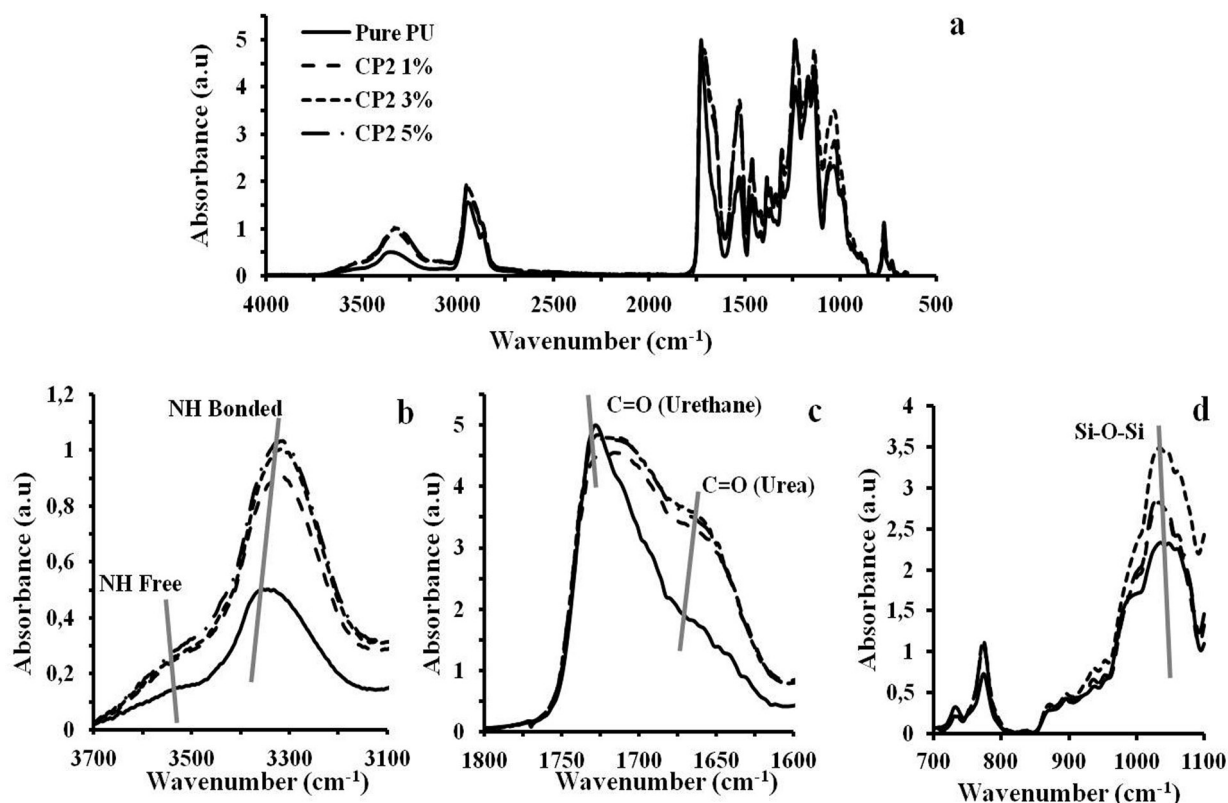 a
Absorbance (a.u)
5
4
3
2
1
0
Pure PU
CP2 1%
CP2 3%
CP2 5%
4000 3500 3000 2500 2000 1500 1000 500
Wavenumber (cm-1)
b
Absorbance (a.u)
1,2
1
0,8
0,6
0,4
0,2
0
NH Bonded
NH Free
3700 3500 3300 3100
Wavenumber (cm-1)
c
Absorbance (a.u)
5
4
3
2
1
0
C=O (Urethane)
C=O (Urea)
1800 1750 1700 1650 1600
Wavenumber (cm-1)
d
Absorbance (a.u)
4
3,5
3
2,5
2
1,5
1
0,5
0
Si-O-Si
700 800 900 1000 1100
Wavenumber (cm-1)